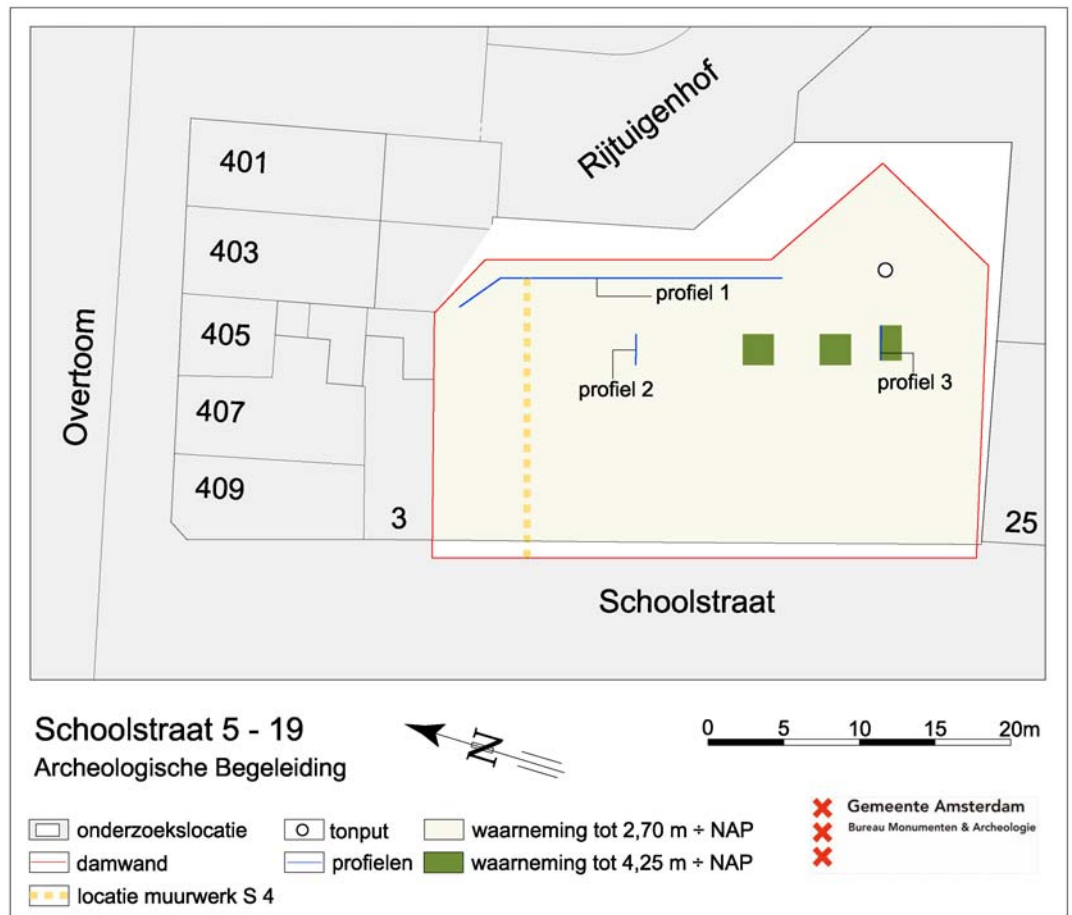 Rijtuigenhof
401
403
405
407
409
Overtoom
profiel 1
profiel 2
profiel 3
3
25
Schoolstraat
Schoolstraat 5 - 19
Archeologische Begeleiding
N
0 5 10 15 20m
onderzoekslocatie
damwand
locatie muurwerk S 4
tonput
profielen
waarneming tot 2,70 m ÷ NAP
waarneming tot 4,25 m ÷ NAP
Gemeente Amsterdam
Bureau Monumenten & Archeologie